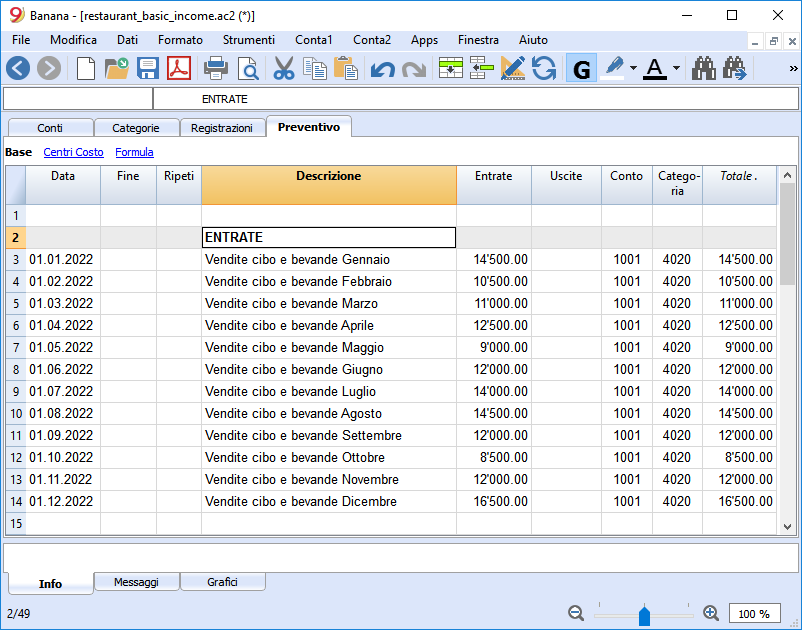 Banana - [restaurant_basic_income.ac2 (*)]
File Modifica Dati Formato Strumenti Conta1 Conta2 Apps Finestra Aiuto
G A »
ENTRATE
Conti Categorie Registrazioni Preventivo
Base Centri Costo Formula
Data Fine Ripeti Descrizione Entrate Uscite Conto Catego-ria Totale .
1
2 ENTRATE
3 01.01.2022 Vendite cibo e bevande Gennaio 14'500.00 1001 4020 14'500.00
4 01.02.2022 Vendite cibo e bevande Febbraio 10'500.00 1001 4020 10'500.00
5 01.03.2022 Vendite cibo e bevande Marzo 11'000.00 1001 4020 11'000.00
6 01.04.2022 Vendite cibo e bevande Aprile 12'500.00 1001 4020 12'500.00
7 01.05.2022 Vendite cibo e bevande Maggio 9'000.00 1001 4020 9'000.00
8 01.06.2022 Vendite cibo e bevande Giugno 12'000.00 1001 4020 12'000.00
9 01.07.2022 Vendite cibo e bevande Luglio 14'000.00 1001 4020 14'000.00
10 01.08.2022 Vendite cibo e bevande Agosto 14'500.00 1001 4020 14'500.00
11 01.09.2022 Vendite cibo e bevande Settembre 12'000.00 1001 4020 12'000.00
12 01.10.2022 Vendite cibo e bevande Ottobre 8'500.00 1001 4020 8'500.00
13 01.11.2022 Vendite cibo e bevande Novembre 12'000.00 1001 4020 12'000.00
14 01.12.2022 Vendite cibo e bevande Dicembre 16'500.00 1001 4020 16'500.00
15
Info Messaggi Grafici
2/49 100 %